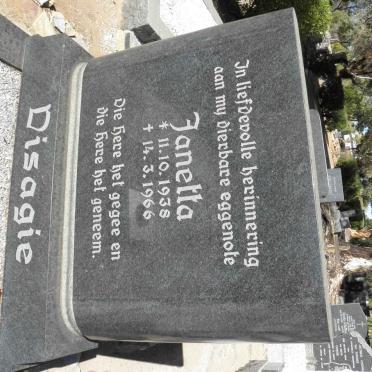 In liefdevolle herinnering
aan my dierbare eggenote
Janetta
* 11.10.1938
† 14.3.1966
Die Here het gegee en
die Here het geneem.
Disagie